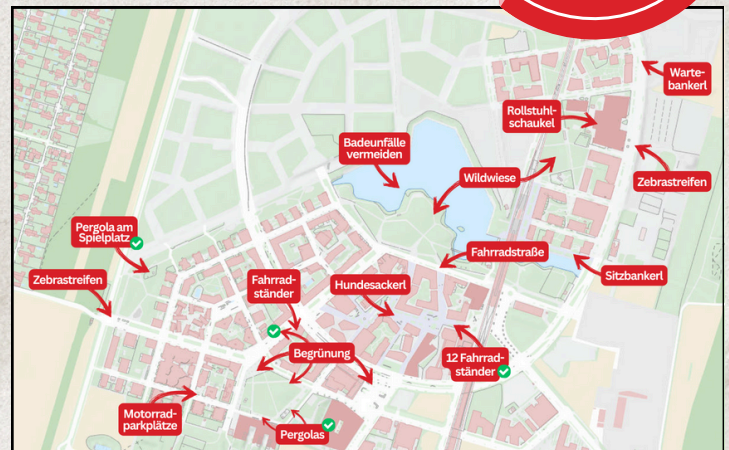 Warte-
bankerl
Rollstuhl-
schaukel
Badeunfälle
vermeiden
Wildwiese
Zebrastreifen
Pergola am
Spielplatz
Fahrradstraße
Zebrastreifen
Fahrrad-
ständer
Hundesackerl
Sitzbankerl
Begrünung
12 Fahrrad-
ständer
Motorrad-
parkplätze
Pergolas